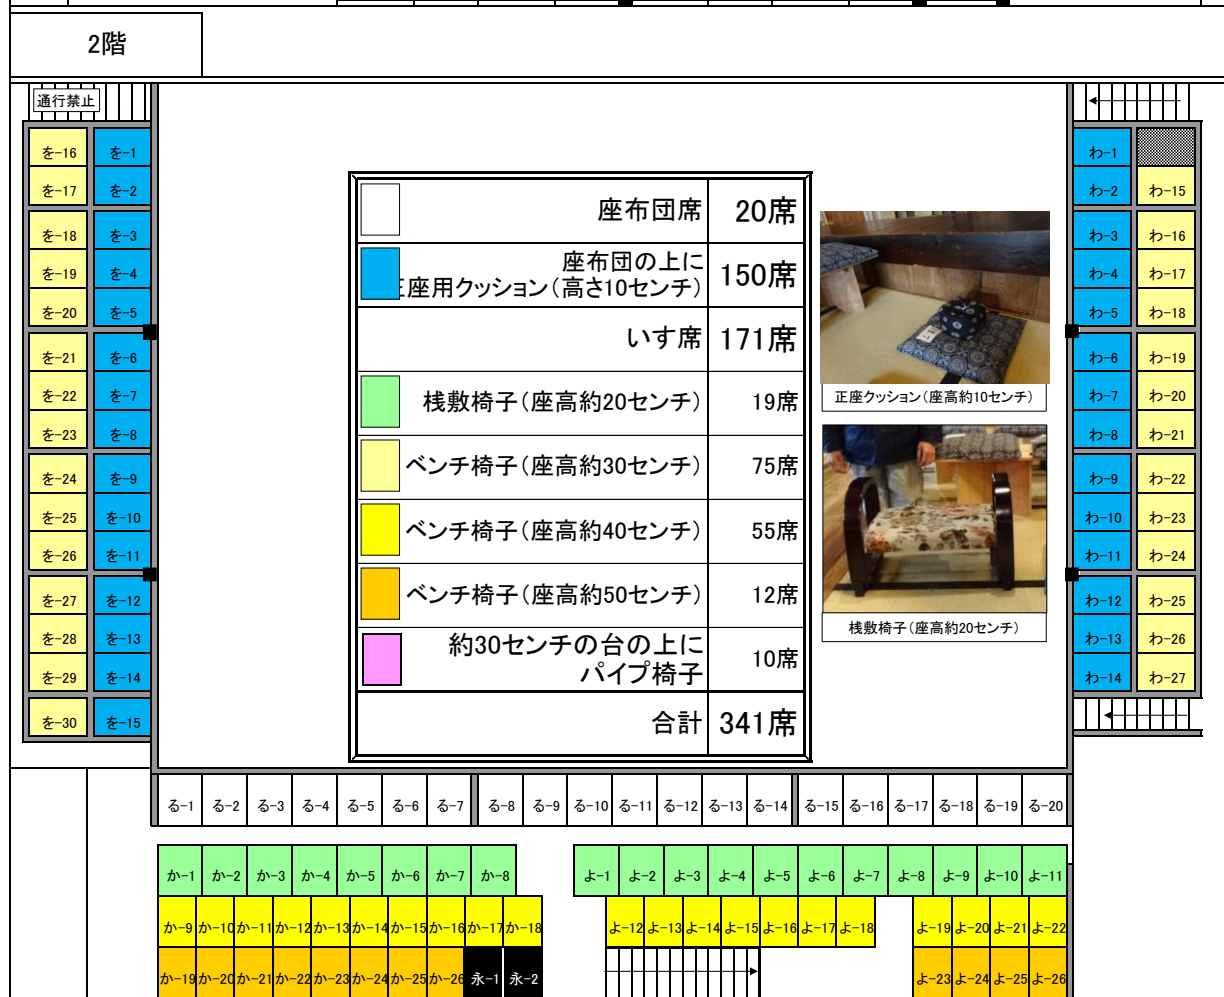 2階
通行禁止
を-16 を-1
を-17 を-2
を-18 を-3
を-19 を-4
を-20 を-5
を-21 を-6
を-22 を-7
を-23 を-8
を-24 を-9
を-25 を-10
を-26 を-11
を-27 を-12
を-28 を-13
を-29 を-14
を-30 を-15
座布団席 20席
座布団の上に
正座用クッション（高さ10センチ） 150席
いす席 171席
桟敷椅子（座高約20センチ） 19席
ベンチ椅子（座高約30センチ） 75席
ベンチ椅子（座高約40センチ） 55席
ベンチ椅子（座高約50センチ） 12席
約30センチの台の上に
パイプ椅子 10席
合計 341席
正座クッション（座高約10センチ）
桟敷椅子（座高約20センチ）
わ-1
わ-2 わ-15
わ-3 わ-16
わ-4 わ-17
わ-5 わ-18
わ-6 わ-19
わ-7 わ-20
わ-8 わ-21
わ-9 わ-22
わ-10 わ-23
わ-11 わ-24
わ-12 わ-25
わ-13 わ-26
わ-14 わ-27
る-1 る-2 る-3 る-4 る-5 る-6 る-7 る-8 る-9 る-10 る-11 る-12 る-13 る-14 る-15 る-16 る-17 る-18 る-19 る-20
か-1 か-2 か-3 か-4 か-5 か-6 か-7 か-8 よ-1 よ-2 よ-3 よ-4 よ-5 よ-6 よ-7 よ-8 よ-9 よ-10 よ-11
か-9 か-10 か-11 か-12 か-13 か-14 か-15 か-16 か-17 か-18 よ-12 よ-13 よ-14 よ-15 よ-16 よ-17 よ-18 よ-19 よ-20 よ-21 よ-22
か-19 か-20 か-21 か-22 か-23 か-24 か-25 か-26 永-1 永-2 よ-23 よ-24 よ-25 よ-26